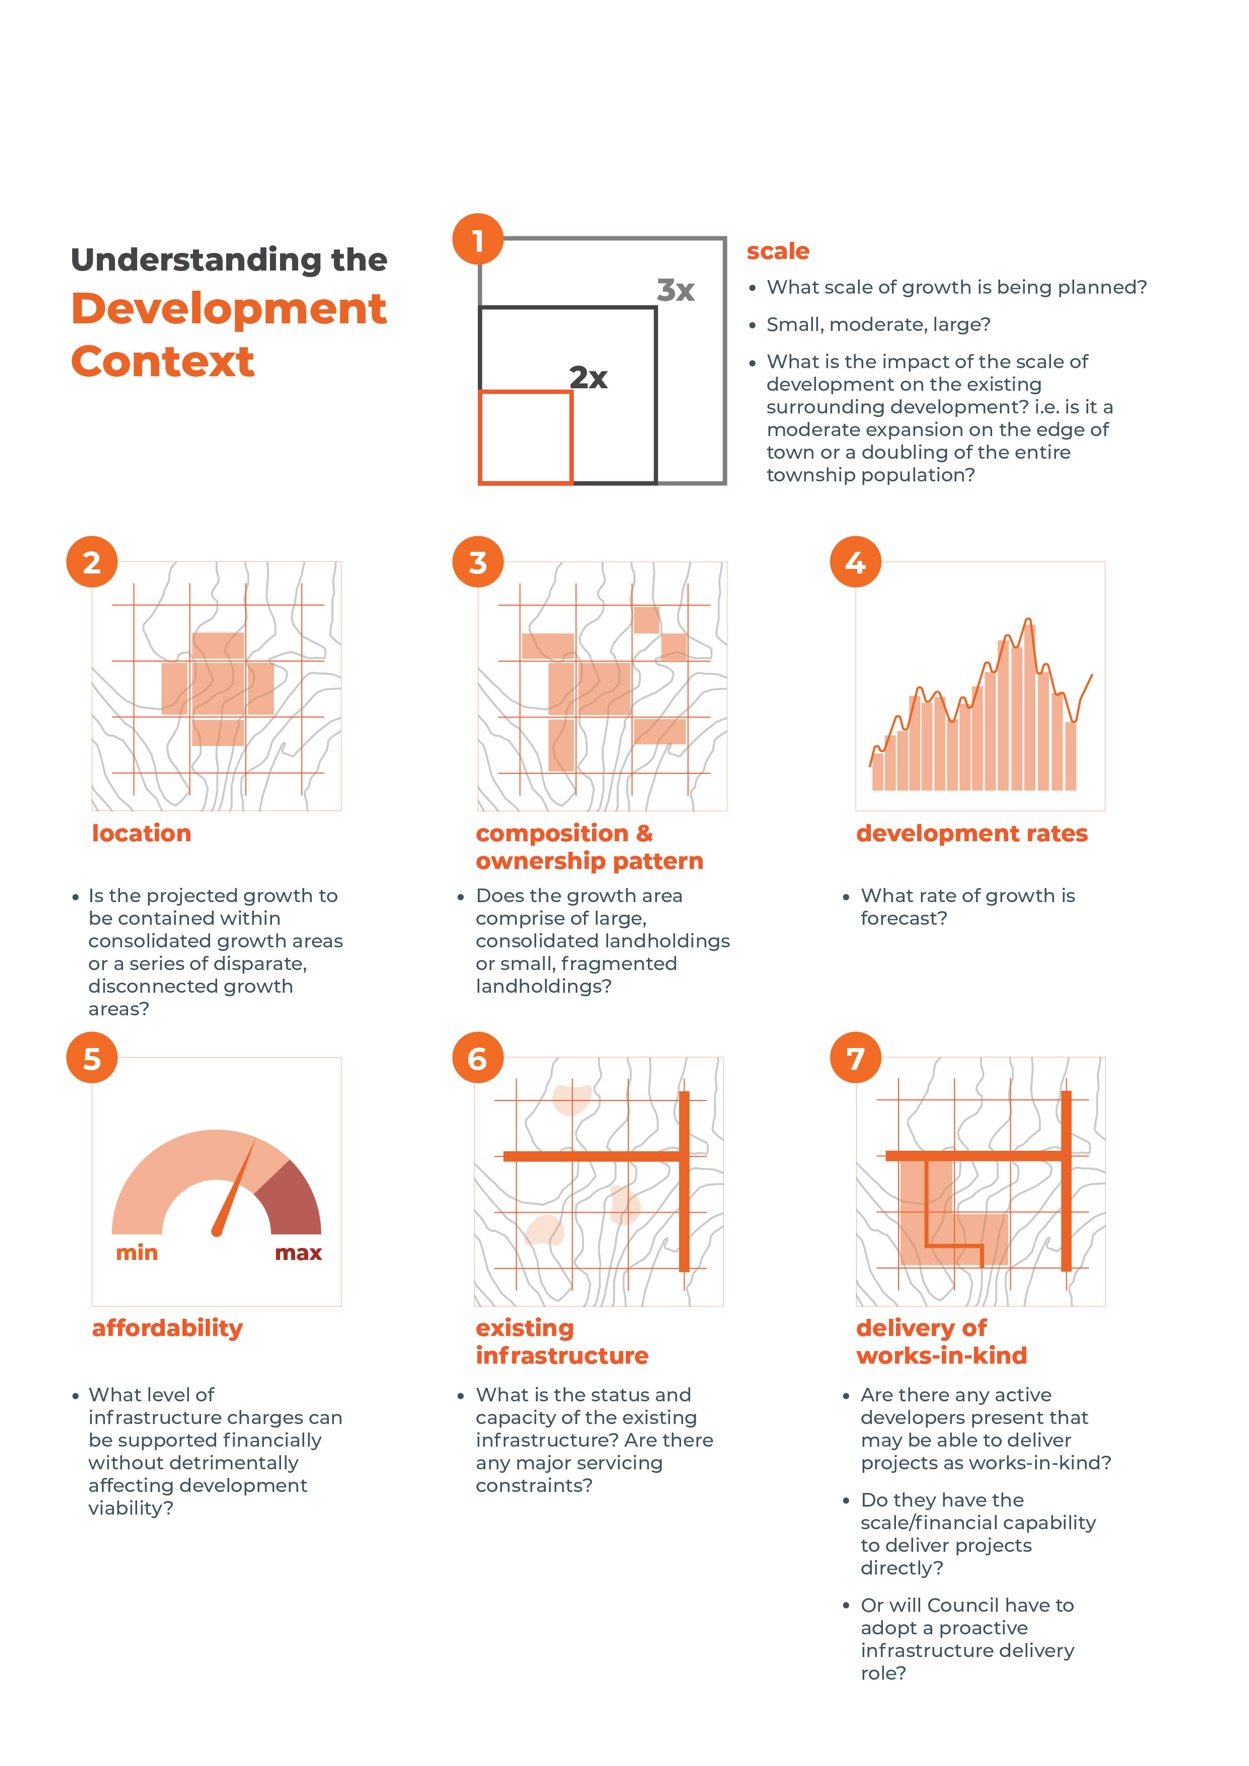 Understanding the
Development
Context
1
3x
2x
scale
• What scale of growth is being planned?
• Small, moderate, large?
• What is the impact of the scale of
development on the existing
surrounding development? i.e. is it a
moderate expansion on the edge of
town or a doubling of the entire
township population?
2
location
• Is the projected growth to
be contained within
consolidated growth areas
or a series of disparate,
disconnected growth
areas?
3
composition &
ownership pattern
• Does the growth area
comprise of large,
consolidated landholdings
or small, fragmented
landholdings?
4
development rates
• What rate of growth is
forecast?
5
min
max
affordability
• What level of
infrastructure charges can
be supported financially
without detrimentally
affecting development
viability?
6
existing
infrastructure
• What is the status and
capacity of the existing
infrastructure? Are there
any major servicing
constraints?
7
delivery of
works-in-kind
• Are there any active
developers present that
may be able to deliver
projects as works-in-kind?
• Do they have the
scale/financial capability
to deliver projects
directly?
• Or will Council have to
adopt a proactive
infrastructure delivery
role?